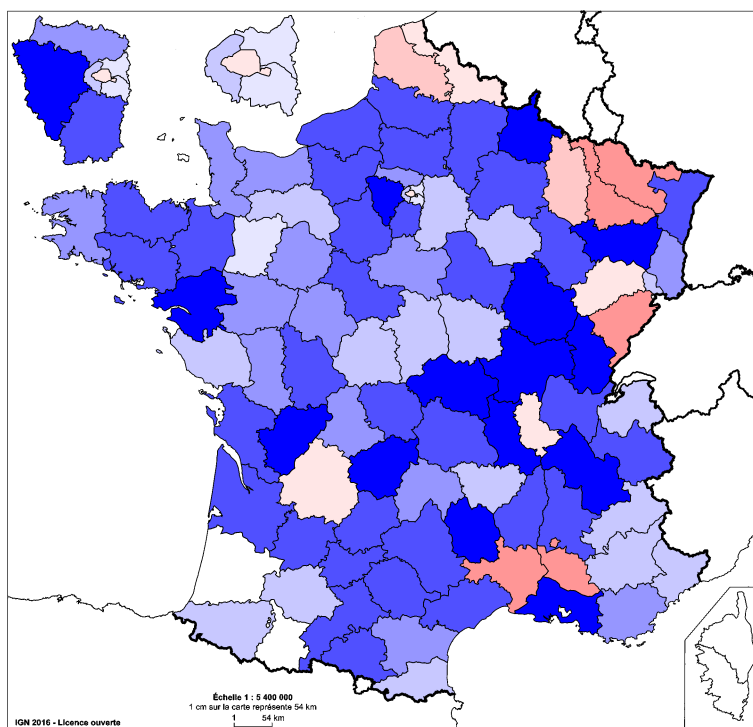 Échelle 1 : 5 400 000
1 cm sur la carte représente 54 km
1 54 km
IGN 2016 - Licence ouverte